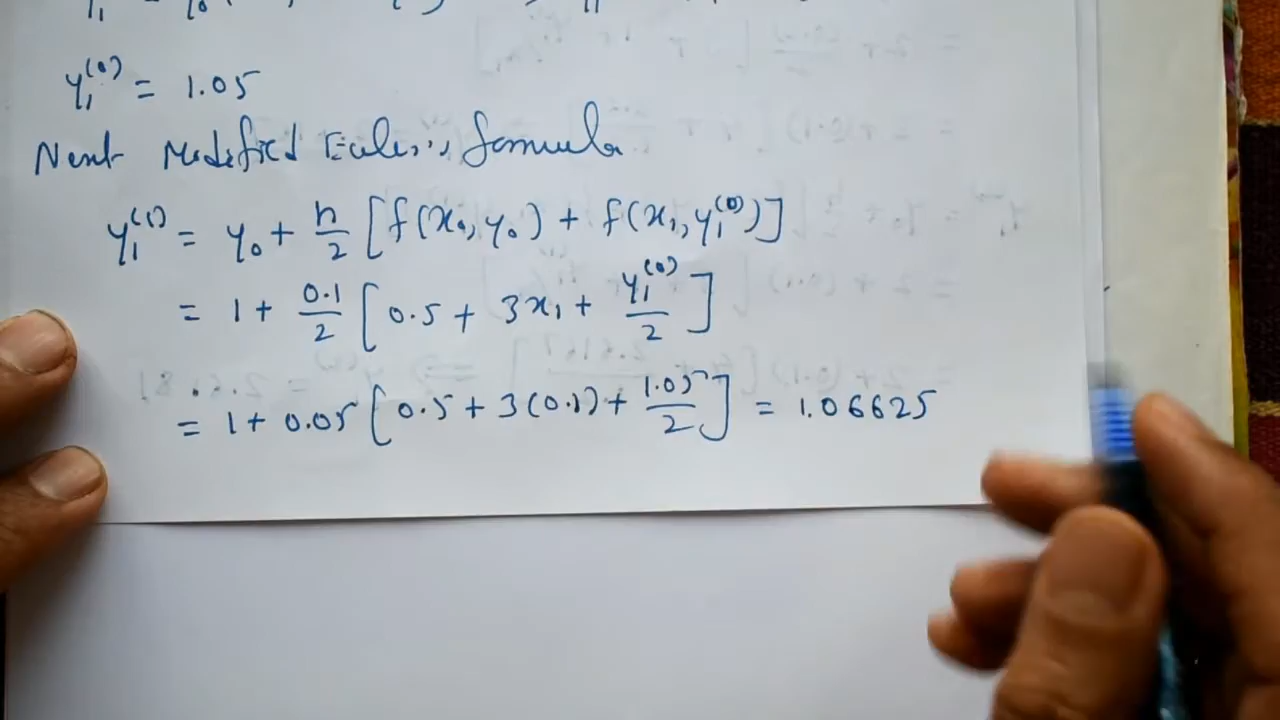 y₁⁽⁰⁾ = 1.05
Next Modified Euler's formula
y₁⁽¹⁾ = y₀ + h/2 [f(x₀, y₀) + f(x₁, y₁⁽⁰⁾)]
= 1 + 0.1/2 [0.5 + 3x₁ + y₁⁽⁰⁾/2]
= 1 + 0.05 [0.5 + 3(0.1) + 1.05/2] = 1.06625